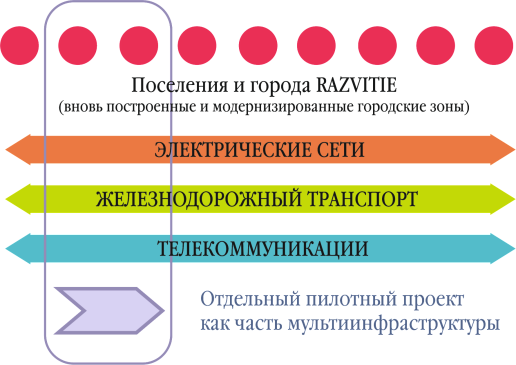 Поселения и города RAZVITIE
(вновь построенные и модернизированные городские зоны)
ЭЛЕКТРИЧЕСКИЕ СЕТИ
ЖЕЛЕЗНОДОРОЖНЫЙ ТРАНСПОРТ
ТЕЛЕКОММУНИКАЦИИ
Отдельный пилотный проект
как часть мультиинфраструктуры